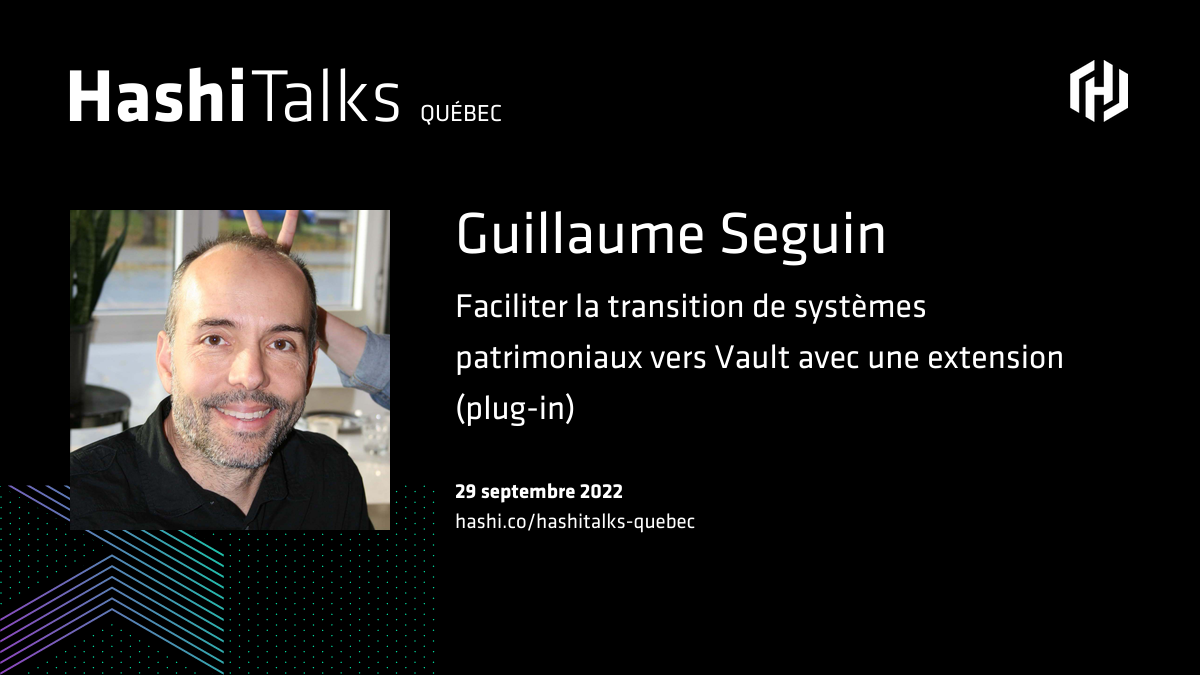 HashiTalks QUÉBEC
Guillaume Seguin
Faciliter la transition de systèmes
patrimoniaux vers Vault avec une extension
(plug-in)
29 septembre 2022
hashi.co/hashitalks-quebec